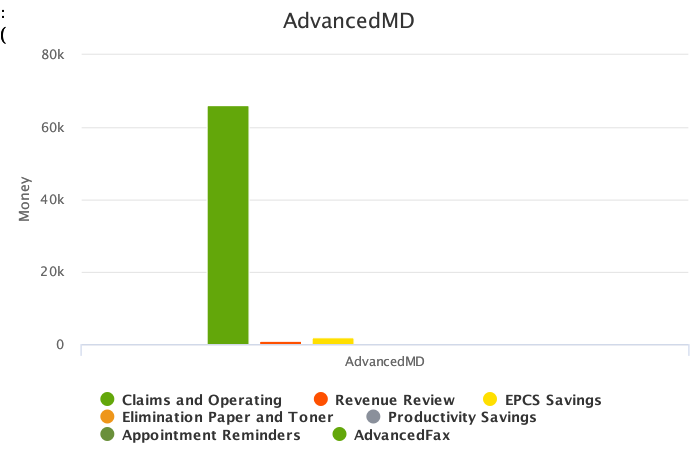 :
(
AdvancedMD
80k
60k
40k
20k
0
Money
AdvancedMD
Claims and Operating Revenue Review EPCS Savings
Elimination Paper and Toner Productivity Savings
Appointment Reminders AdvancedFax